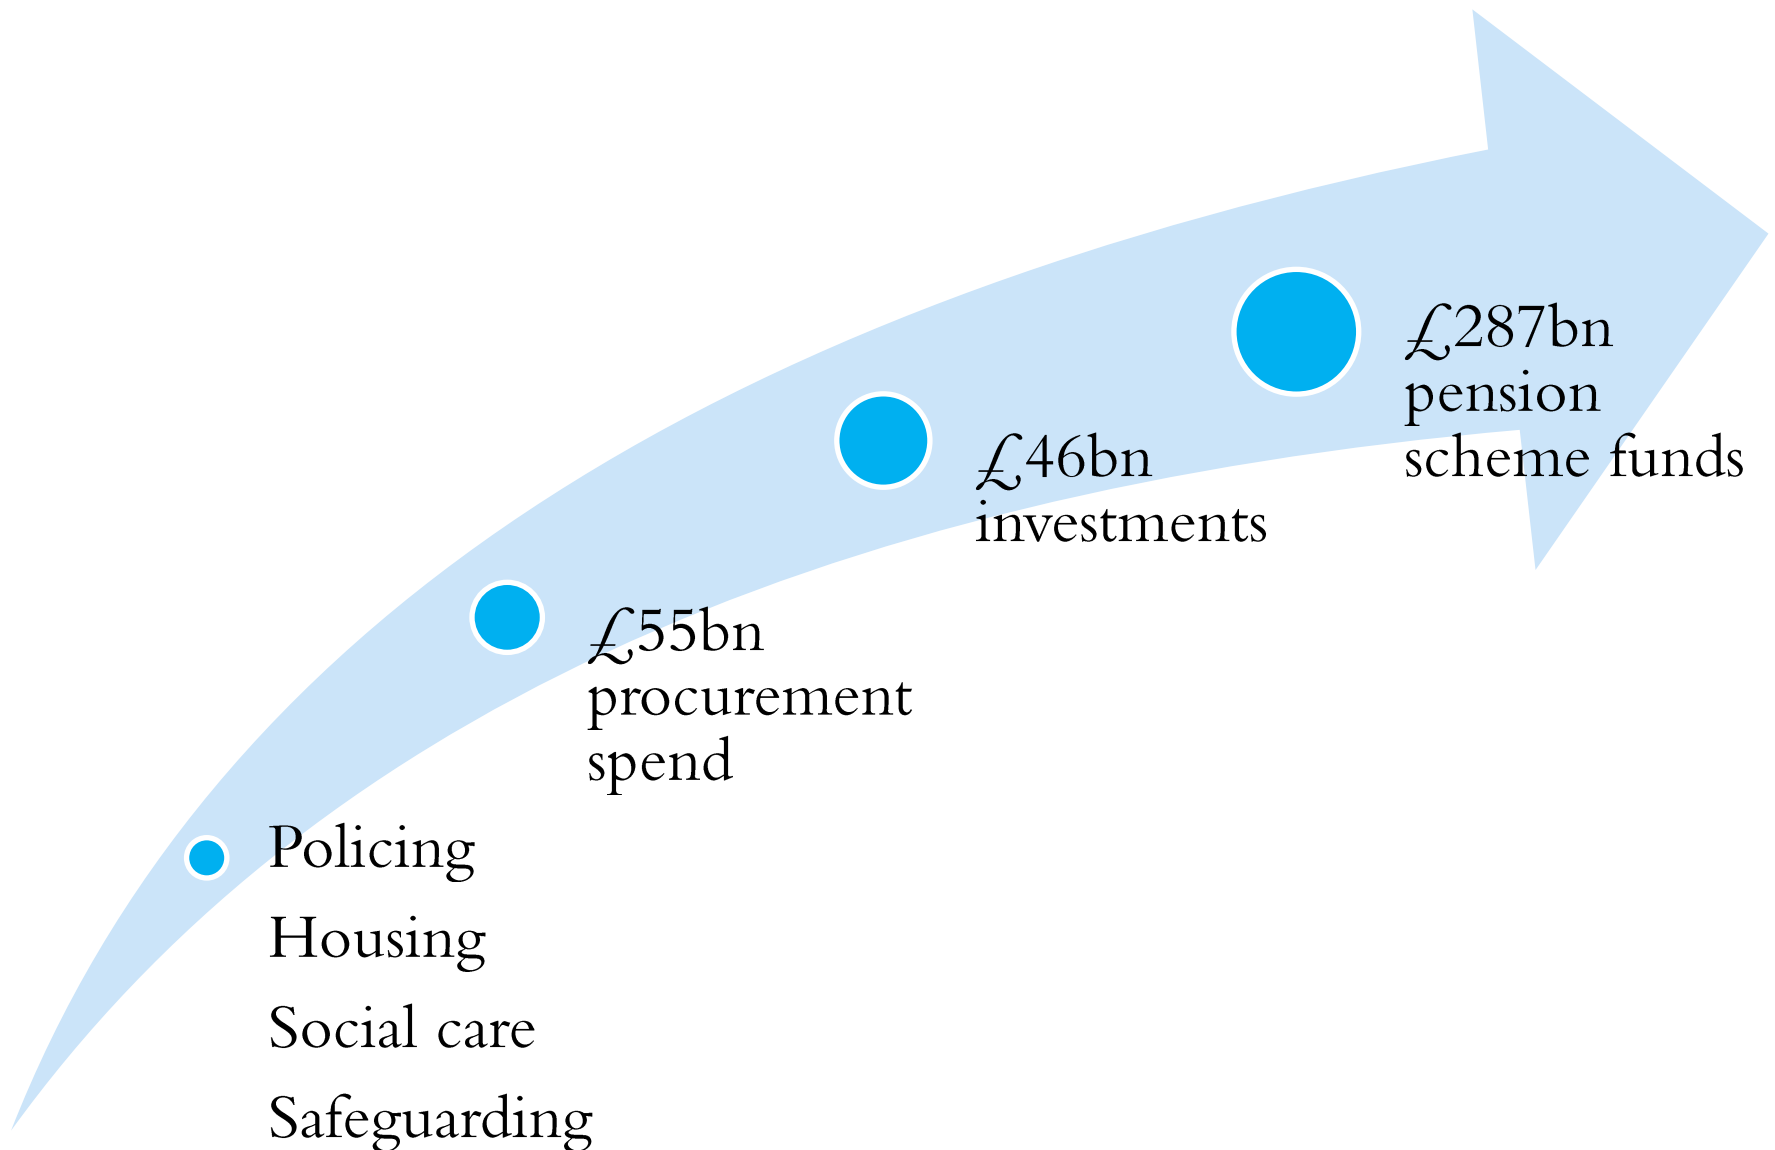 £287bn
pension
scheme funds
£46bn
investments
£55bn
procurement
spend
Policing
Housing
Social care
Safeguarding